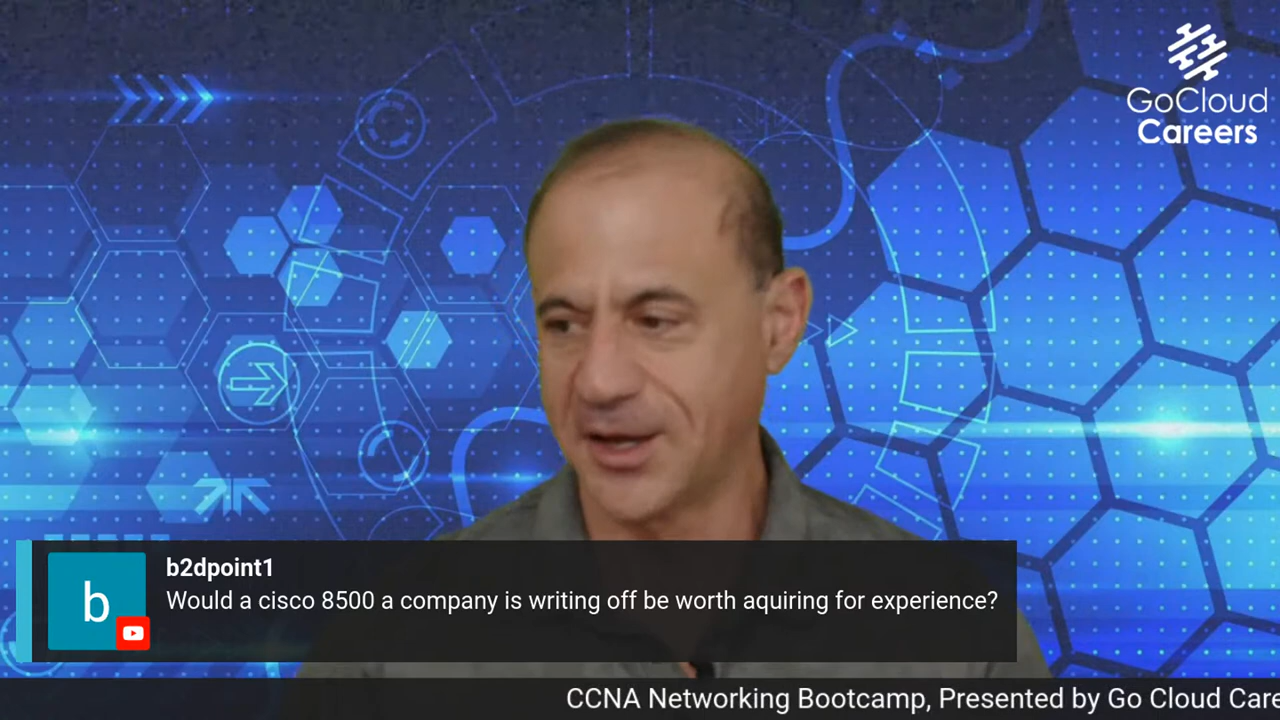 GoCloud
Careers
b2dpoint1
b
Would a cisco 8500 a company is writing off be worth aquiring for experience?
CCNA Networking Bootcamp, Presented by Go Cloud Care